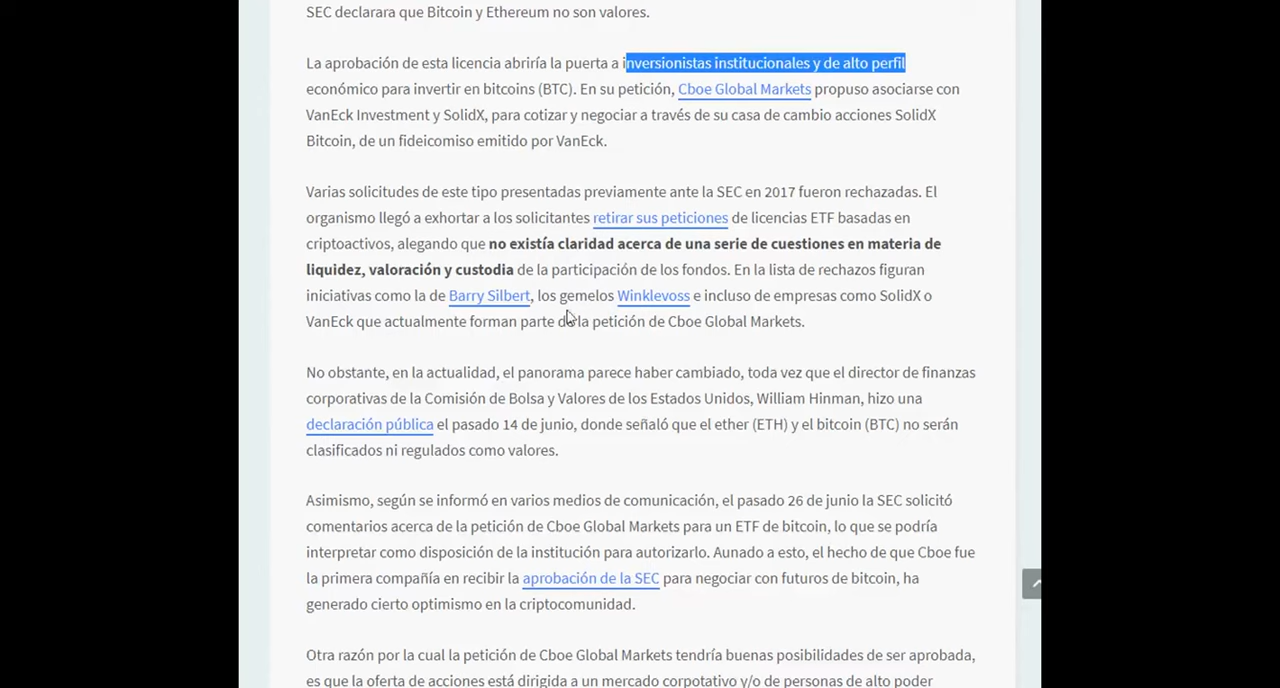 SEC declarara que Bitcoin y Ethereum no son valores.
La aprobación de esta licencia abriría la puerta a inversionistas institucionales y de alto perfil
económico para invertir en bitcoins (BTC). En su petición, Cboe Global Markets propuso asociarse con
VanEck Investment y SolidX, para cotizar y negociar a través de su casa de cambio acciones SolidX
Bitcoin, de un fideicomiso emitido por VanEck.
Varias solicitudes de este tipo presentadas previamente ante la SEC en 2017 fueron rechazadas. El
organismo llegó a exhortar a los solicitantes retirar sus peticiones de licencias ETF basadas en
criptoactivos, alegando que no existía claridad acerca de una serie de cuestiones en materia de
liquidez, valoración y custodia de la participación de los fondos. En la lista de rechazos figuran
iniciativas como la de Barry Silbert, los gemelos Winklevoss e incluso de empresas como SolidX o
VanEck que actualmente forman parte de la petición de Cboe Global Markets.
No obstante, en la actualidad, el panorama parece haber cambiado, toda vez que el director de finanzas
corporativas de la Comisión de Bolsa y Valores de los Estados Unidos, William Hinman, hizo una
declaración pública el pasado 14 de junio, donde señaló que el ether (ETH) y el bitcoin (BTC) no serán
clasificados ni regulados como valores.
Asimismo, según se informó en varios medios de comunicación, el pasado 26 de junio la SEC solicitó
comentarios acerca de la petición de Cboe Global Markets para un ETF de bitcoin, lo que se podría
interpretar como disposición de la institución para autorizarlo. Aunado a esto, el hecho de que Cboe fue
la primera compañía en recibir la aprobación de la SEC para negociar con futuros de bitcoin, ha
generado cierto optimismo en la criptocomunidad.
Otra razón por la cual la petición de Cboe Global Markets tendría buenas posibilidades de ser aprobada,
es que la oferta de acciones está dirigida a un mercado corpotativo y/o de personas de alto poder